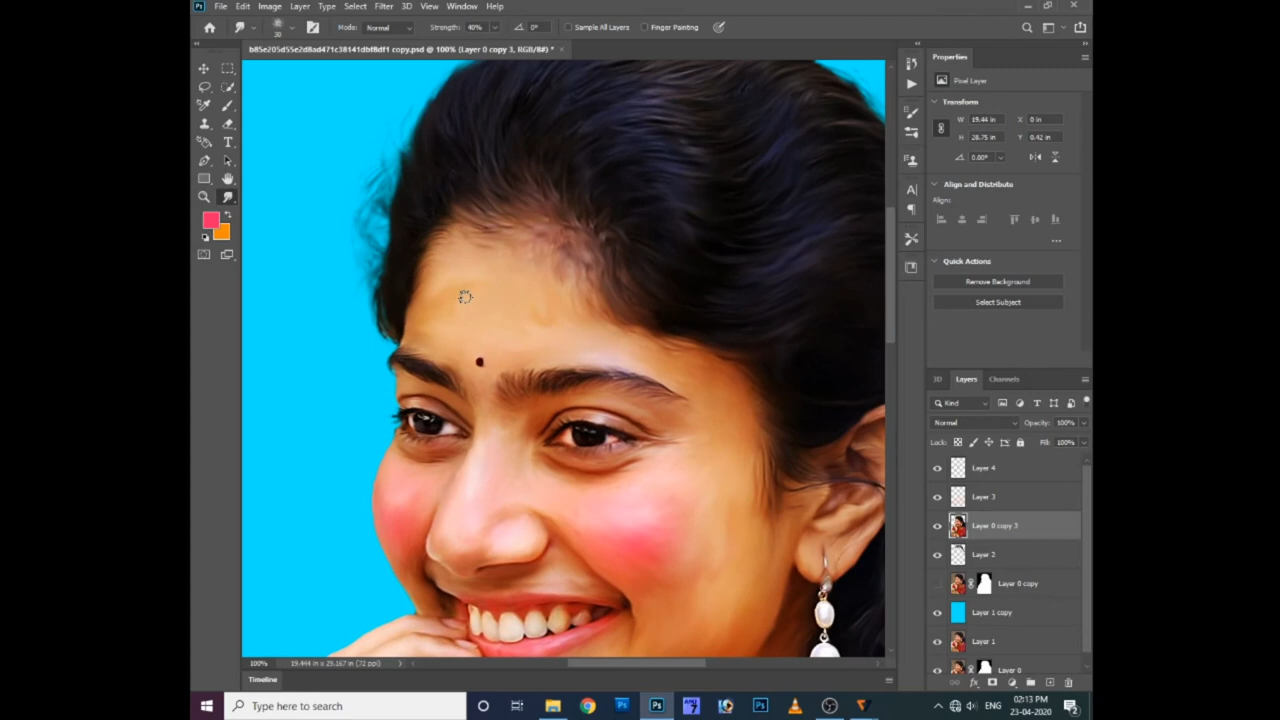 File Edit Image Layer Type Select Filter 3D View Window Help
30 Mode: Normal Strength: 40% 0° Sample All Layers Finger Painting
b85e205d55e2d8ad471c38141dbf8df1 copy.psd @ 100% (Layer 0 copy 3, RGB/8#) *
Properties
Pixel Layer
Transform
W 19.44 in X 0 in
H 28.75 in Y 0.42 in
0.00°
Align and Distribute
Align:
Quick Actions
Remove Background
Select Subject
3D Layers Channels
Kind
Normal Opacity: 100%
Lock: Fill: 100%
Layer 4
Layer 3
Layer 0 copy 3
Layer 2
Layer 0 copy
Layer 1 copy
Layer 1
Layer 0
100% 19.444 in x 29.167 in (72 ppi)
Timeline
Type here to search
ENG
02:13 PM
23-04-2020